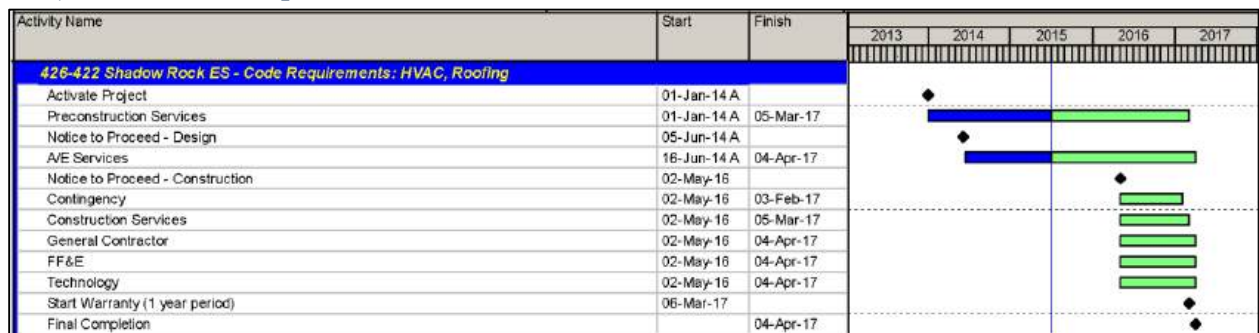 Activity Name Start Finish
2013 2014 2015 2016 2017
426-422 Shadow Rock ES - Code Requirements: HVAC, Roofing
Activate Project 01-Jan-14 A
Preconstruction Services 01-Jan-14 A 05-Mar-17
Notice to Proceed - Design 05-Jun-14 A
A/E Services 16-Jun-14 A 04-Apr-17
Notice to Proceed - Construction 02-May-16
Contingency 02-May-16 03-Feb-17
Construction Services 02-May-16 05-Mar-17
General Contractor 02-May-16 04-Apr-17
FF&E 02-May-16 04-Apr-17
Technology 02-May-16 04-Apr-17
Start Warranty (1 year period) 06-Mar-17
Final Completion 04-Apr-17